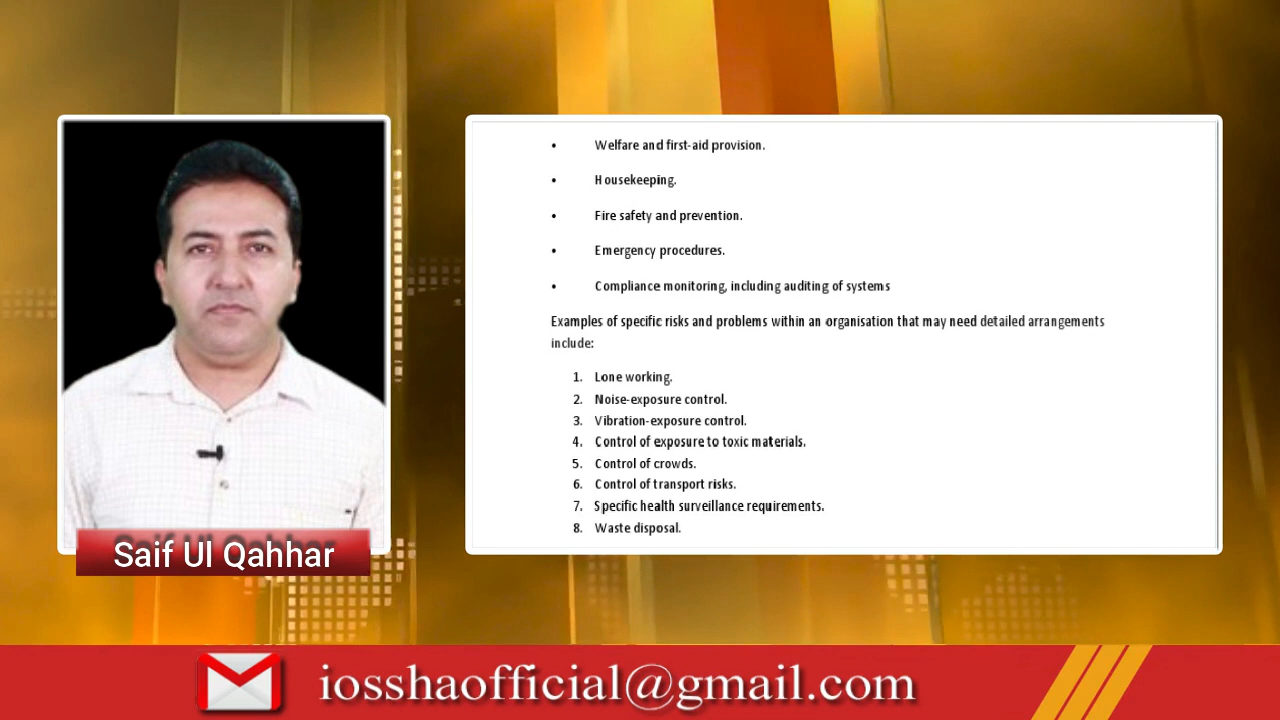 • Welfare and first-aid provision.
• Housekeeping.
• Fire safety and prevention.
• Emergency procedures.
• Compliance monitoring, including auditing of systems
Examples of specific risks and problems within an organisation that may need detailed arrangements
include:
1. Lone working.
2. Noise-exposure control.
3. Vibration-exposure control.
4. Control of exposure to toxic materials.
5. Control of crowds.
6. Control of transport risks.
7. Specific health surveillance requirements.
8. Waste disposal.
Saif Ul Qahhar
iosshaofficial@gmail.com